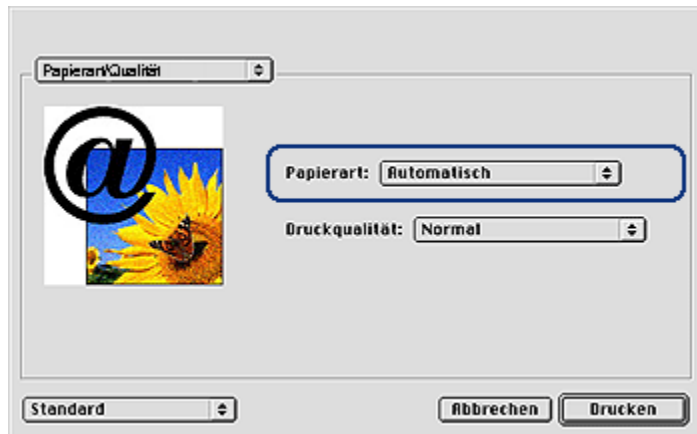 Papierart/Qualität
@
Papierart: Automatisch
Druckqualität: Normal
Standard
Abbrechen
Drucken